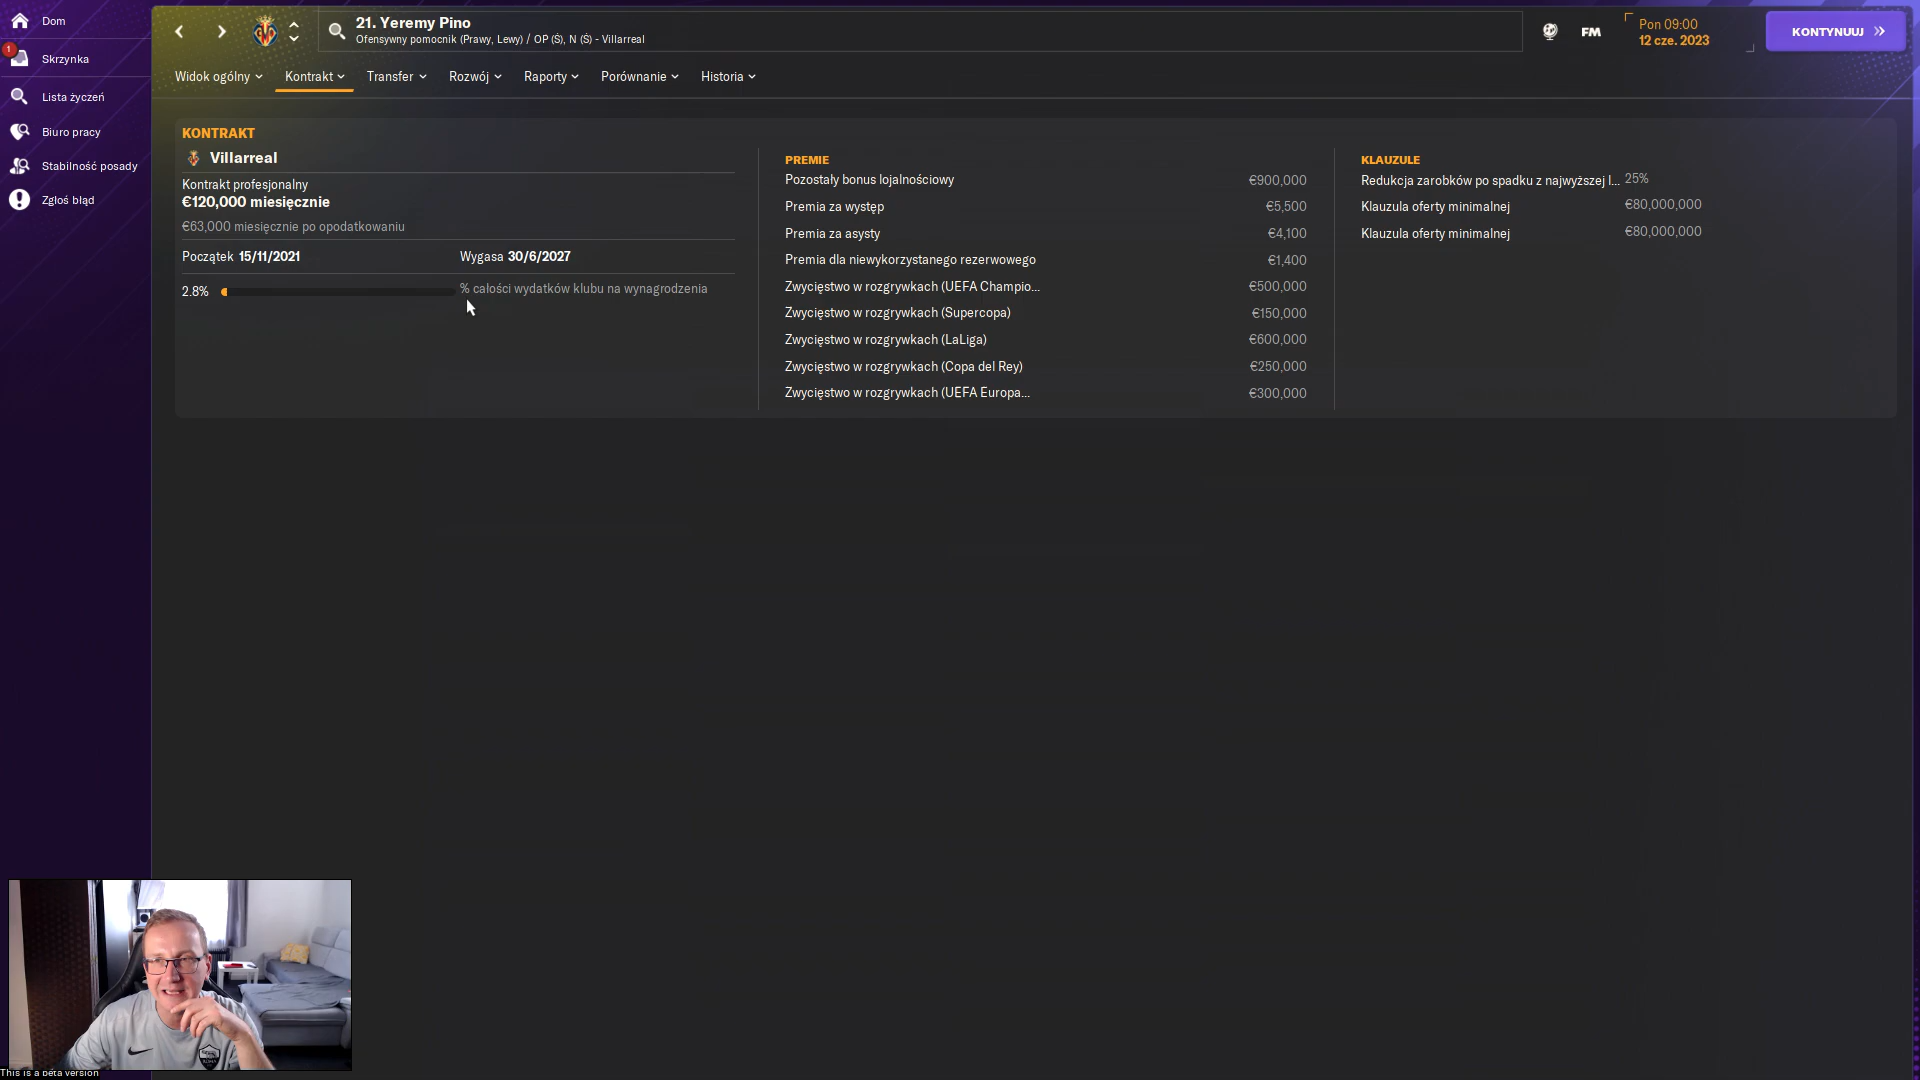 Dom
1
Skrzynka
Lista życzeń
Biuro pracy
Stabilność posady
Zgłoś błąd
21. Yeremy Pino
Ofensywny pomocnik (Prawy, Lewy) / OP (Ś), N (Ś) - Villarreal
FM
Pon 09:00
12 cze. 2023
KONTYNUUJ
Widok ogólny
Kontrakt
Transfer
Rozwój
Raporty
Porównanie
Historia
KONTRAKT
Villarreal
Kontrakt profesjonalny
€120,000 miesięcznie
€63,000 miesięcznie po opodatkowaniu
Początek 15/11/2021
Wygasa 30/6/2027
2.8%
% całości wydatków klubu na wynagrodzenia
PREMIE
Pozostały bonus lojalnościowy €900,000
Premia za występ €5,500
Premia za asysty €4,100
Premia dla niewykorzystanego rezerwowego €1,400
Zwycięstwo w rozgrywkach (UEFA Champio... €500,000
Zwycięstwo w rozgrywkach (Supercopa) €150,000
Zwycięstwo w rozgrywkach (LaLiga) €600,000
Zwycięstwo w rozgrywkach (Copa del Rey) €250,000
Zwycięstwo w rozgrywkach (UEFA Europa... €300,000
KLAUZULE
Redukcja zarobków po spadku z najwyższej l... 25%
Klauzula oferty minimalnej €80,000,000
Klauzula oferty minimalnej €80,000,000
This is a beta version